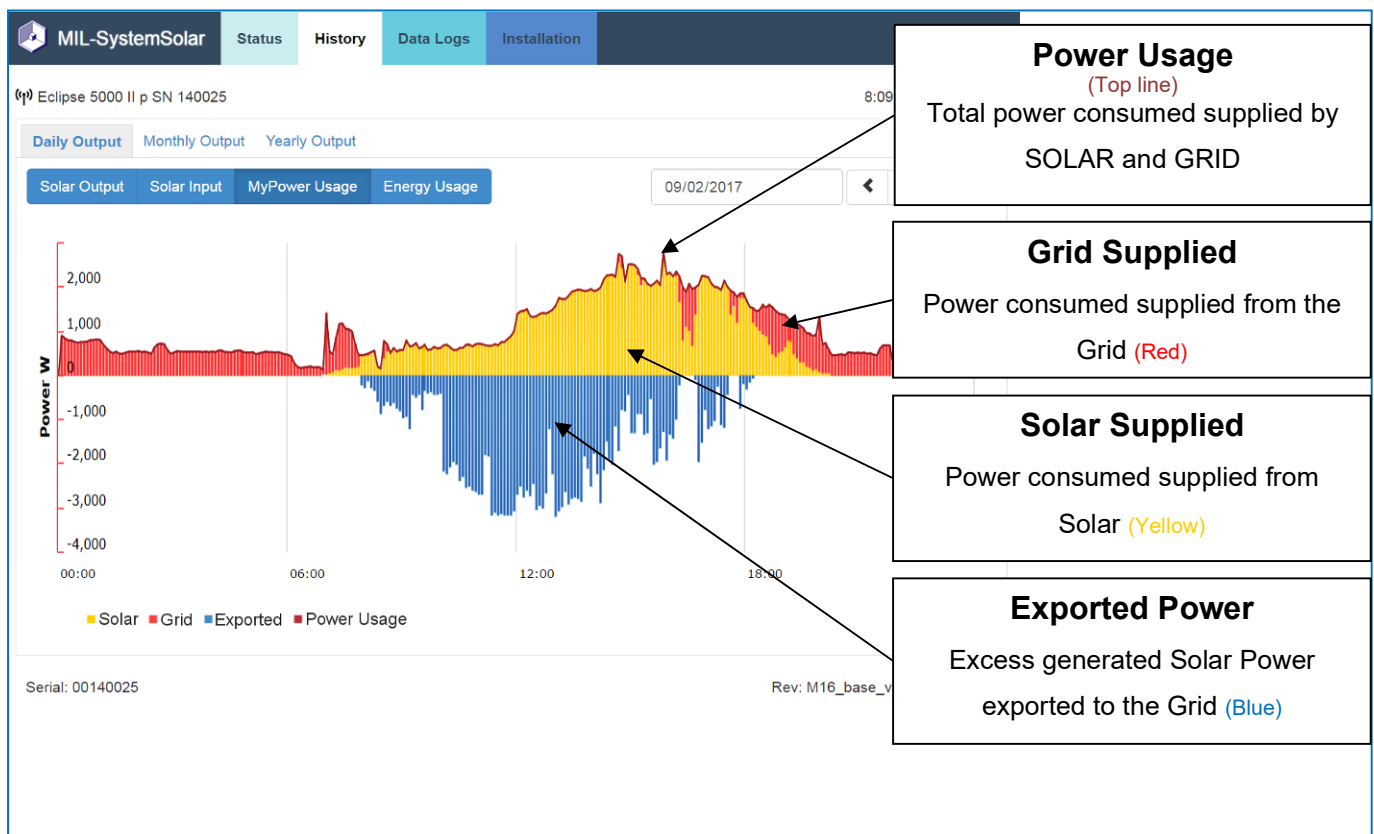 MIL-SystemSolar Status History Data Logs Installation
Eclipse 5000 II p SN 140025 8:09
Daily Output Monthly Output Yearly Output
Solar Output Solar Input MyPower Usage Energy Usage 09/02/2017
Power Usage
(Top line)
Total power consumed supplied by
SOLAR and GRID
Grid Supplied
Power consumed supplied from the
Grid (Red)
Solar Supplied
Power consumed supplied from
Solar (Yellow)
Exported Power
Excess generated Solar Power
exported to the Grid (Blue)
Power W
2,000
1,000
0
-1,000
-2,000
-3,000
-4,000
00:00 06:00 12:00 18:00
Solar Grid Exported Power Usage
Serial: 00140025 Rev: M16_base_v